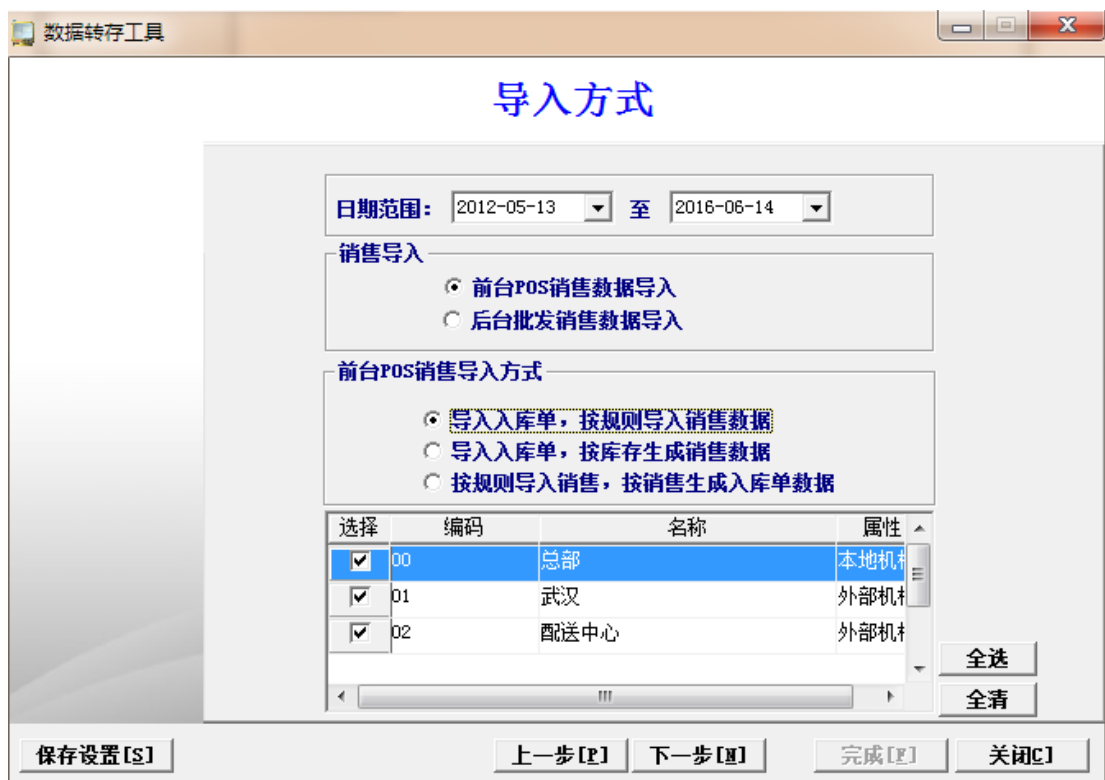 数据转存工具
导入方式
日期范围： 2012-05-13 至 2016-06-14
销售导入
前台POS销售数据导入
后台批发销售数据导入
前台POS销售导入方式
导入入库单，按规则导入销售数据
导入入库单，按库存生成销售数据
按规则导入销售，按销售生成入库单数据
选择 编码 名称 属性
00 总部 本地机
01 武汉 外部机
02 配送中心 外部机
全选
全清
保存设置[S] 上一步[P] 下一步[N] 完成[F] 关闭C]